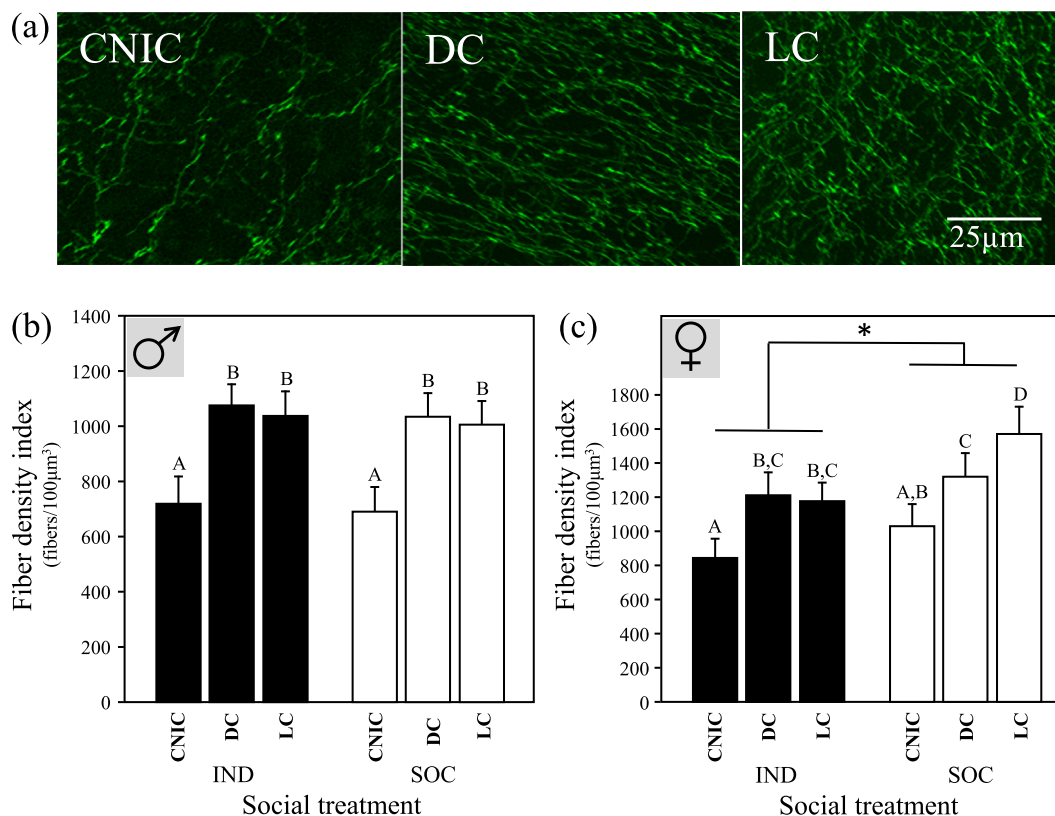 (a)
CNIC
DC
LC
25μm
(b)
Fiber density index
(fibers/100μm³)
1400
1200
1000
800
600
400
200
0
A
B
B
A
B
B
CNIC
DC
LC
CNIC
DC
LC
IND
SOC
Social treatment
(c)
Fiber density index
(fibers/100μm³)
1800
1600
1400
1200
1000
800
600
400
200
0
*
A
B,C
B,C
A,B
C
D
CNIC
DC
LC
CNIC
DC
LC
IND
SOC
Social treatment